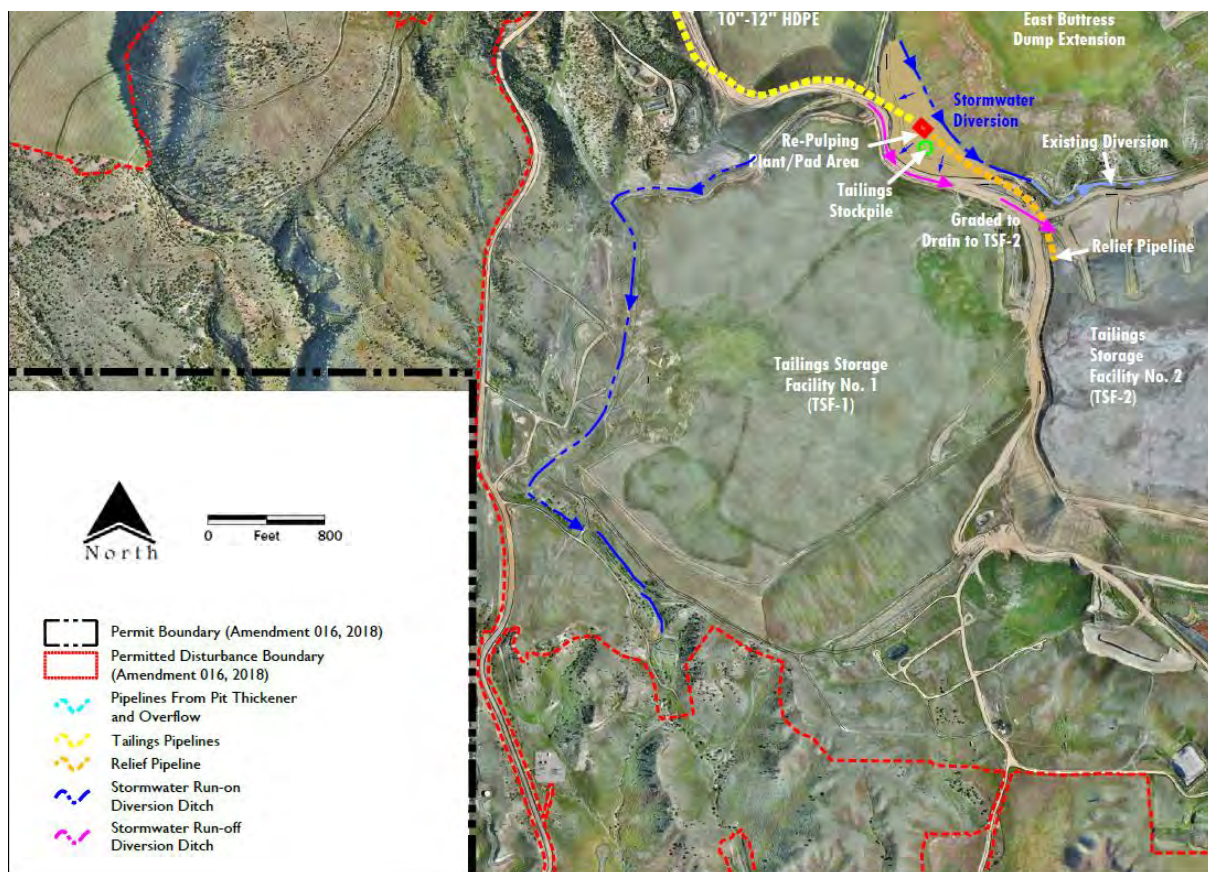 10"-12" HDPE
East Buttress
Dump Extension
Stormwater
Diversion
Re-Pulping
Plant/Pad Area
Existing Diversion
Tailings
Stockpile
Graded to
Drain to TSF-2
Relief Pipeline
Tailings Storage
Facility No. 1
(TSF-1)
Tailings
Storage
Facility No. 2
(TSF-2)
North
0 Feet 800
Permit Boundary (Amendment 016, 2018)
Permitted Disturbance Boundary
(Amendment 016, 2018)
Pipelines From Pit Thickener
and Overflow
Tailings Pipelines
Relief Pipeline
Stormwater Run-on
Diversion Ditch
Stormwater Run-off
Diversion Ditch